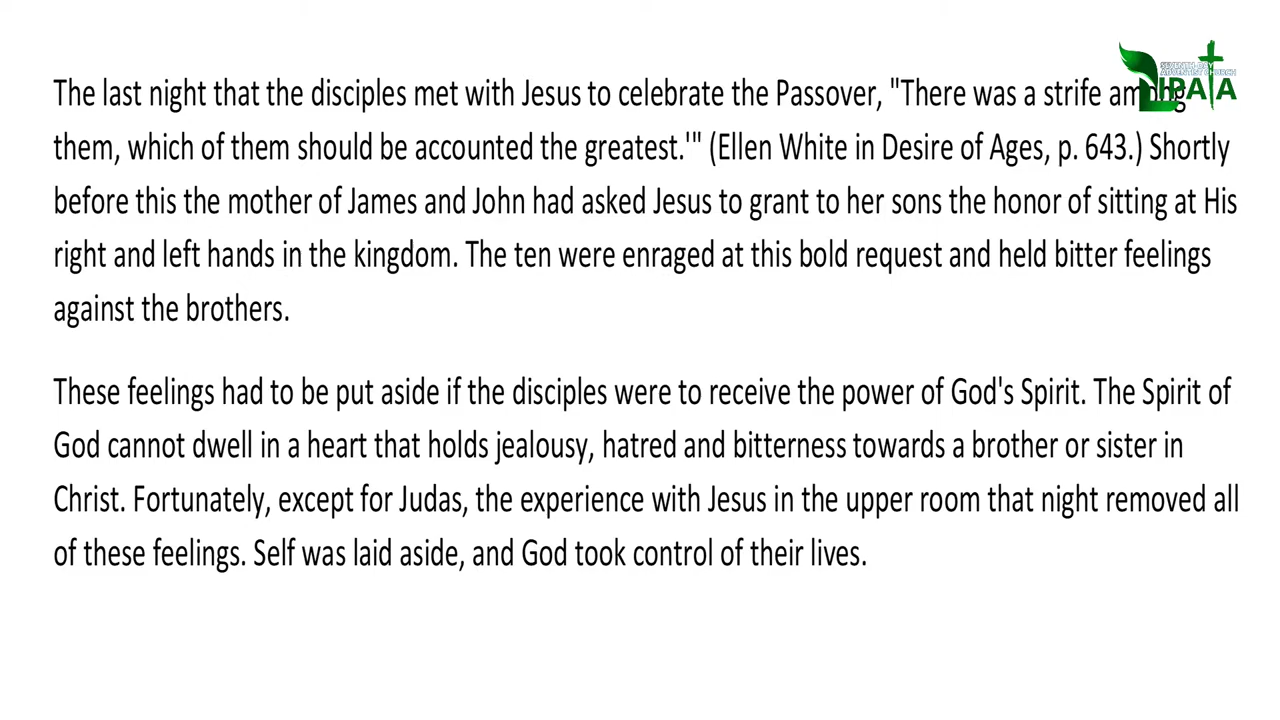 SEVENTH-DAY
ADVENTIST CHURCH
LIPATA
The last night that the disciples met with Jesus to celebrate the Passover, "There was a strife among
them, which of them should be accounted the greatest.'" (Ellen White in Desire of Ages, p. 643.) Shortly
before this the mother of James and John had asked Jesus to grant to her sons the honor of sitting at His
right and left hands in the kingdom. The ten were enraged at this bold request and held bitter feelings
against the brothers.
These feelings had to be put aside if the disciples were to receive the power of God's Spirit. The Spirit of
God cannot dwell in a heart that holds jealousy, hatred and bitterness towards a brother or sister in
Christ. Fortunately, except for Judas, the experience with Jesus in the upper room that night removed all
of these feelings. Self was laid aside, and God took control of their lives.